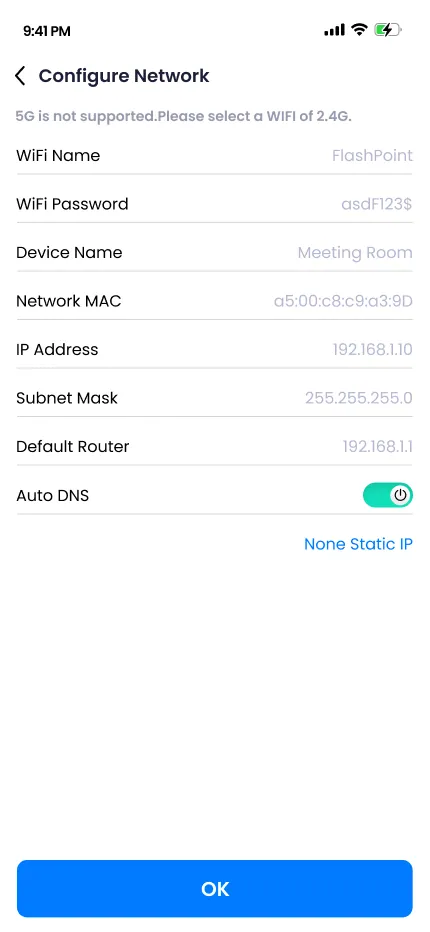 9:41 PM
Configure Network
5G is not supported.Please select a WIFI of 2.4G.
WiFi Name FlashPoint
WiFi Password asdF123$
Device Name Meeting Room
Network MAC a5:00:c8:c9:a3:9D
IP Address 192.168.1.10
Subnet Mask 255.255.255.0
Default Router 192.168.1.1
Auto DNS
None Static IP
OK